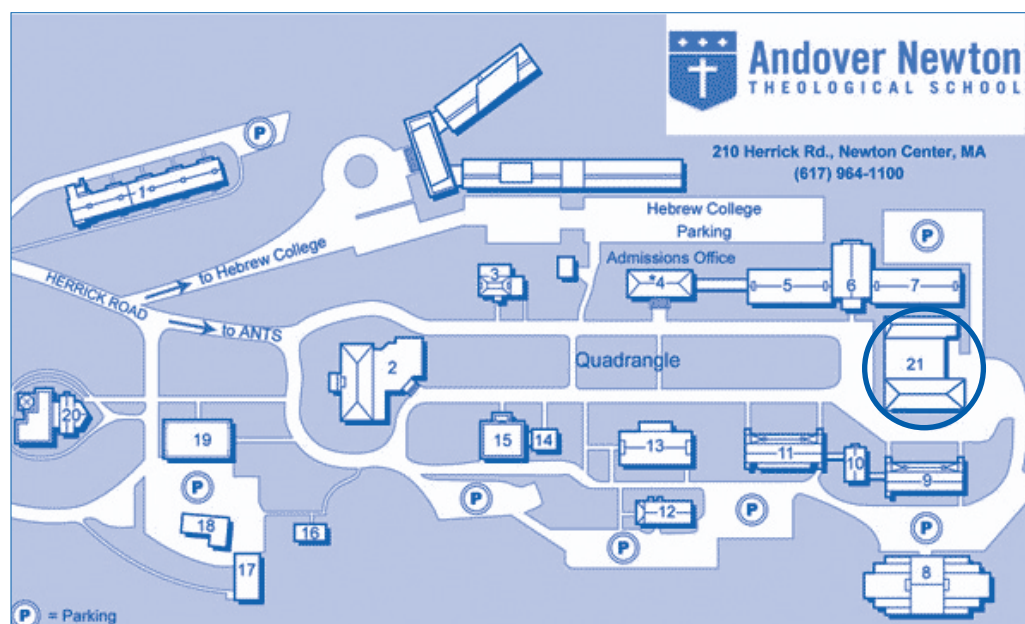 Andover Newton
THEOLOGICAL SCHOOL
210 Herrick Rd., Newton Center, MA
(617) 964-1100
P
1
Hebrew College
Parking
P
to Hebrew College
HERRICK ROAD
to ANTS
Admissions Office
3
*4
5
6
7
Quadrangle
2
21
20
19
15
14
13
11
10
9
P
P
P
P
P
18
16
12
17
8
P = Parking